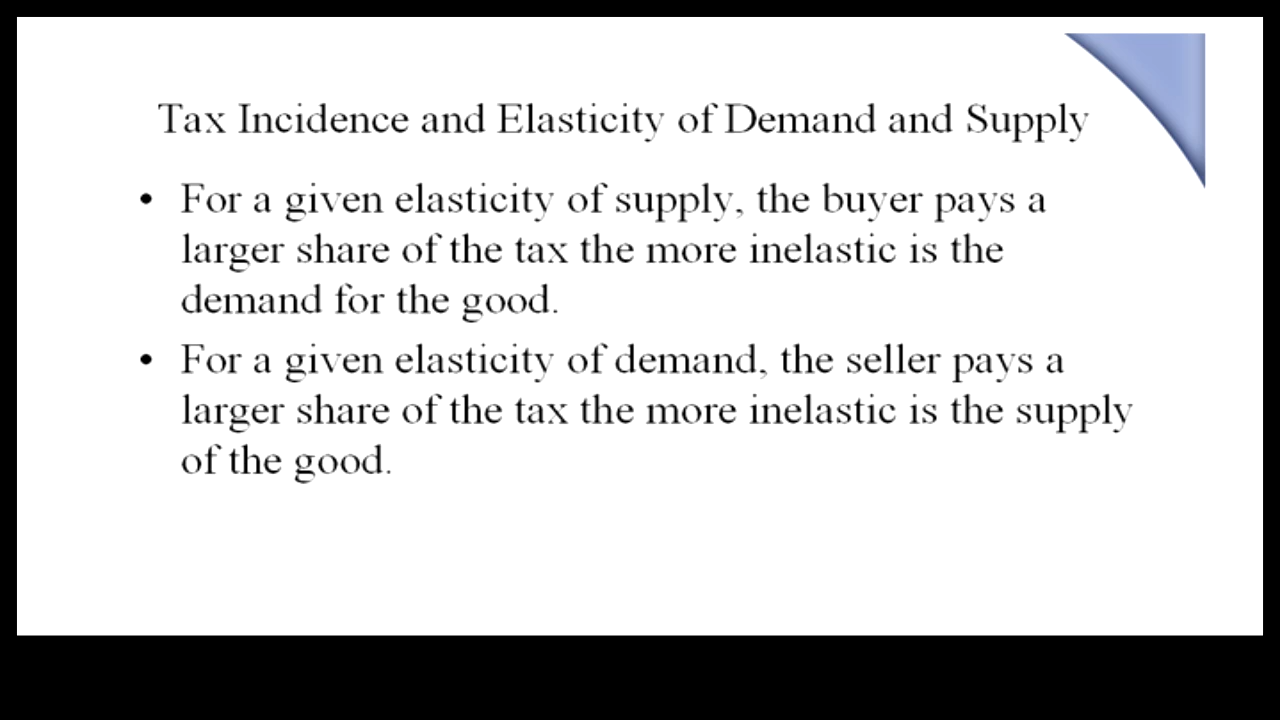 Tax Incidence and Elasticity of Demand and Supply
• For a given elasticity of supply, the buyer pays a
larger share of the tax the more inelastic is the
demand for the good.
• For a given elasticity of demand, the seller pays a
larger share of the tax the more inelastic is the supply
of the good.